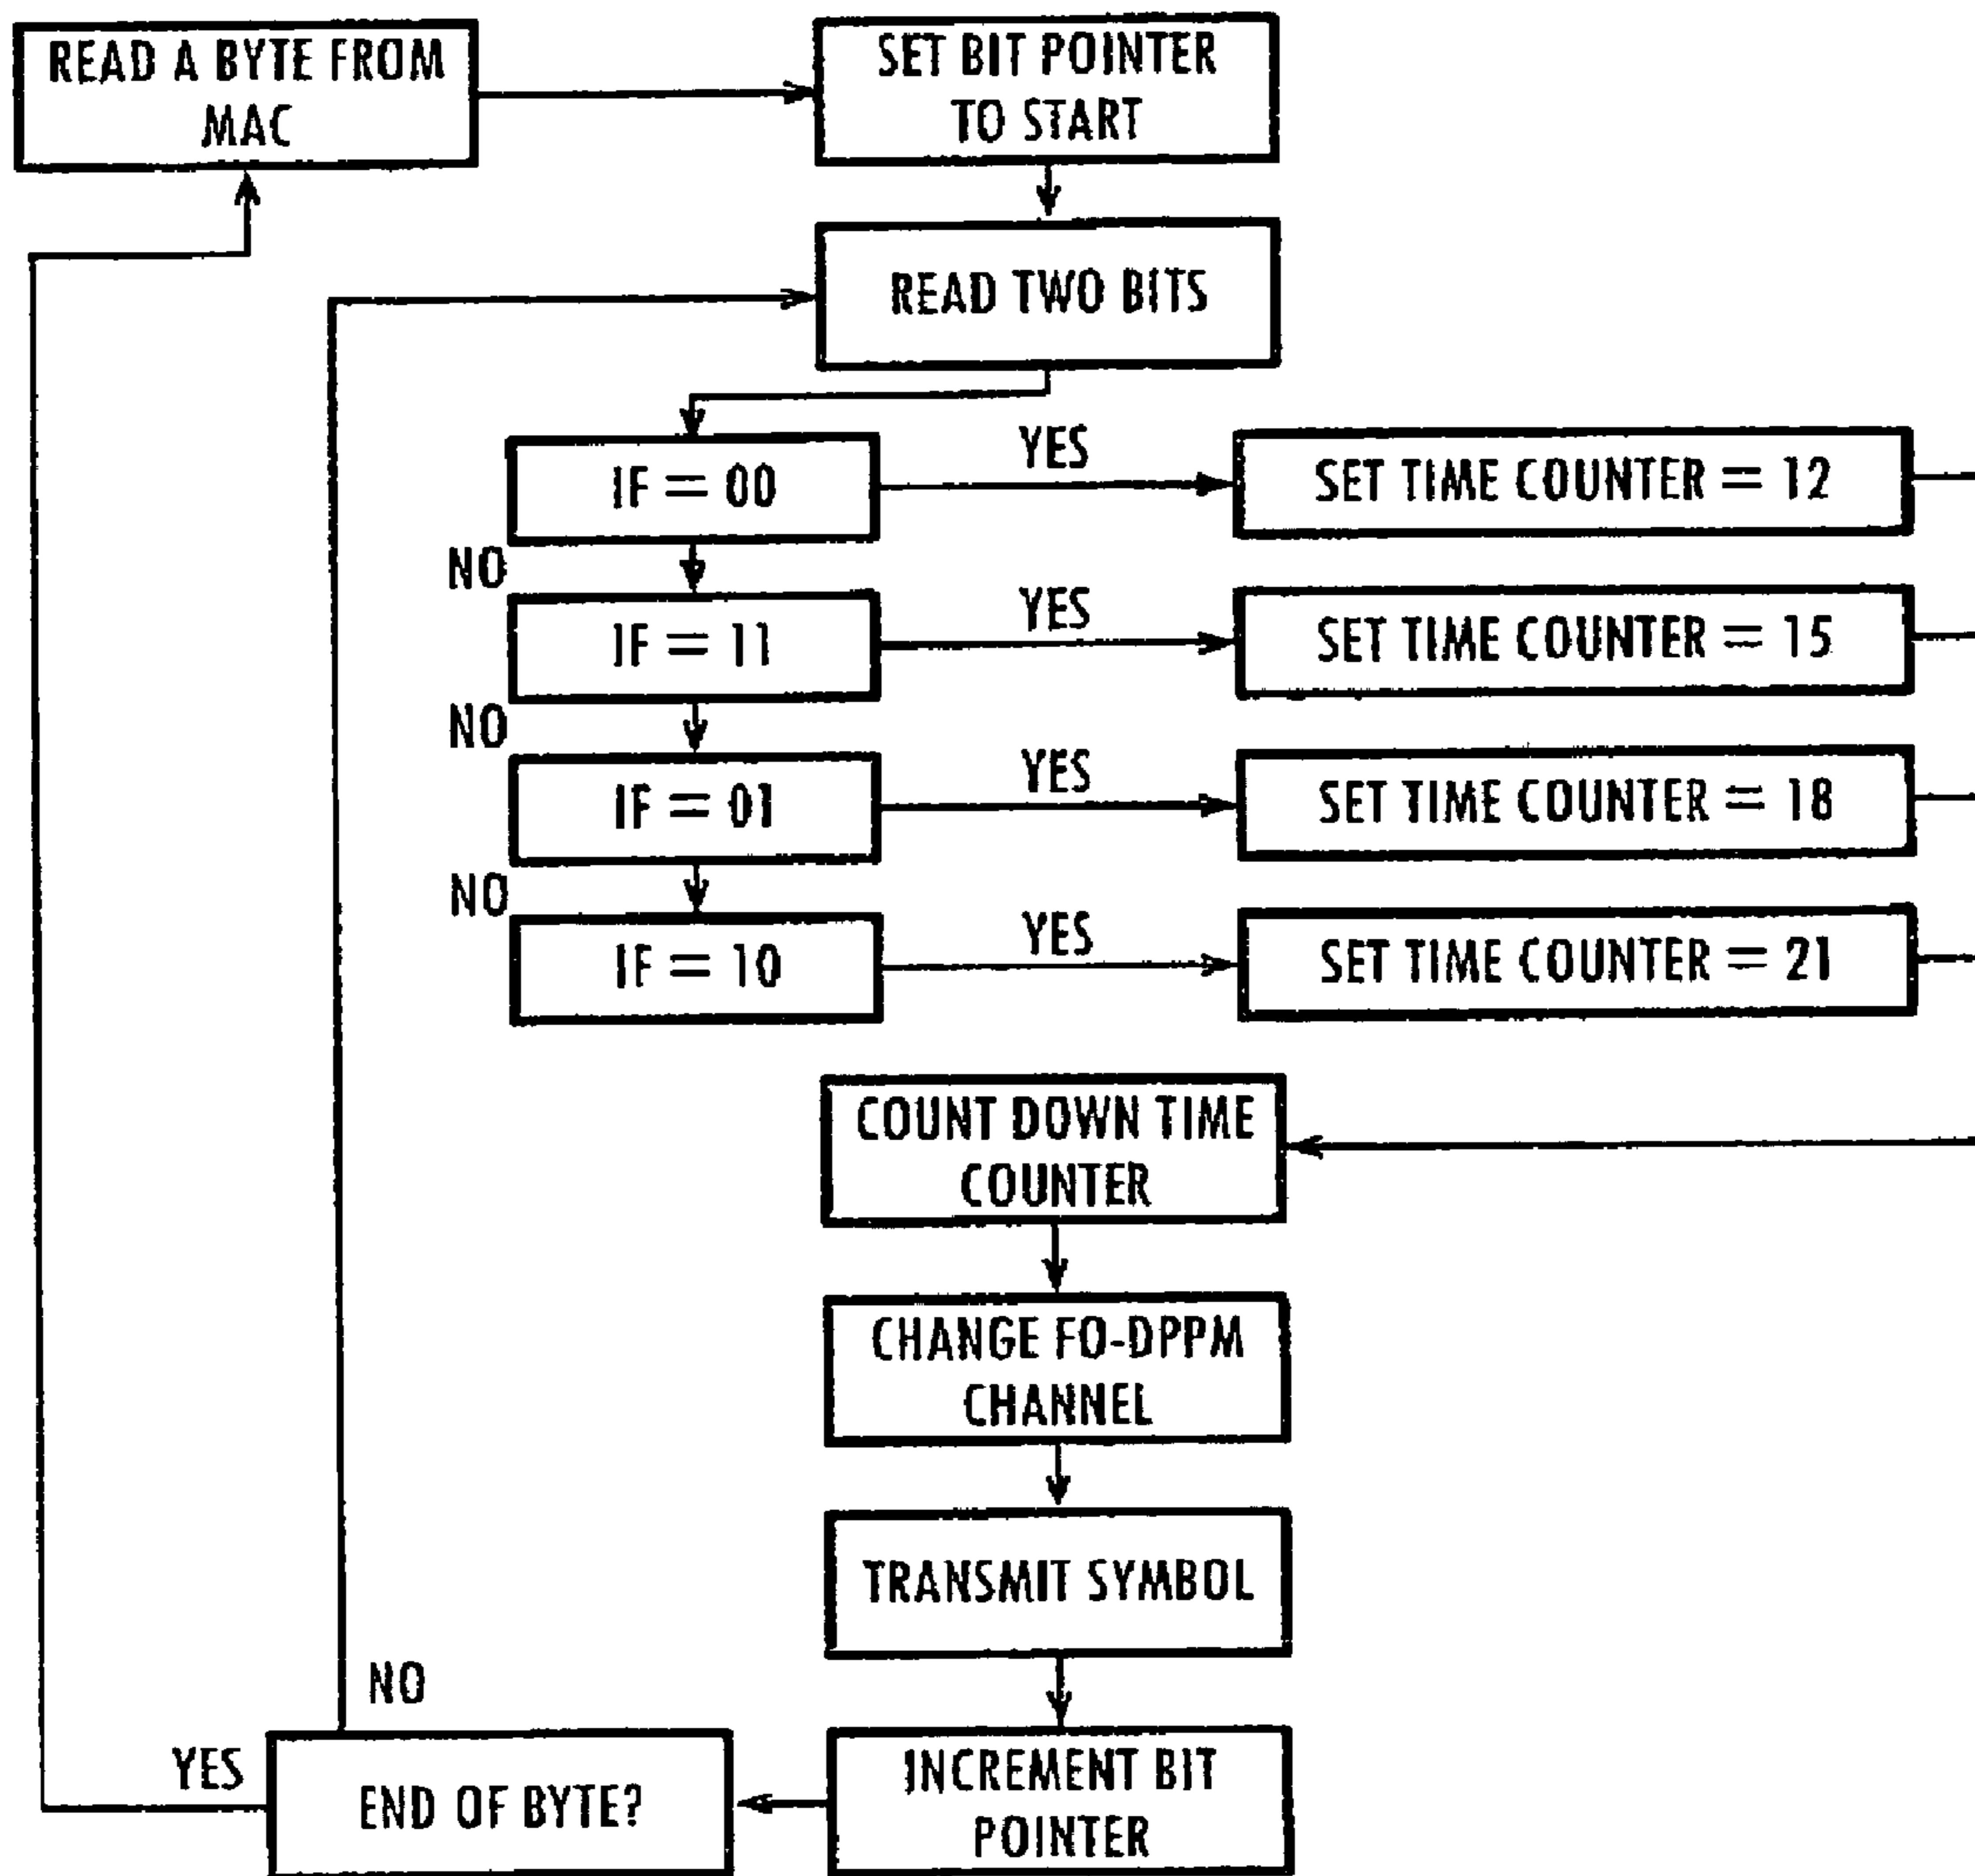 READ A BYTE FROM
MAC
SET BIT POINTER
TO START
READ TWO BITS
IF = 00
YES
SET TIME COUNTER = 12
NO
IF = 11
YES
SET TIME COUNTER = 15
NO
IF = 01
YES
SET TIME COUNTER = 18
NO
IF = 10
YES
SET TIME COUNTER = 21
COUNT DOWN TIME
COUNTER
CHANGE FO-DPPM
CHANNEL
TRANSMIT SYMBOL
INCREMENT BIT
POINTER
END OF BYTE?
NO
YES